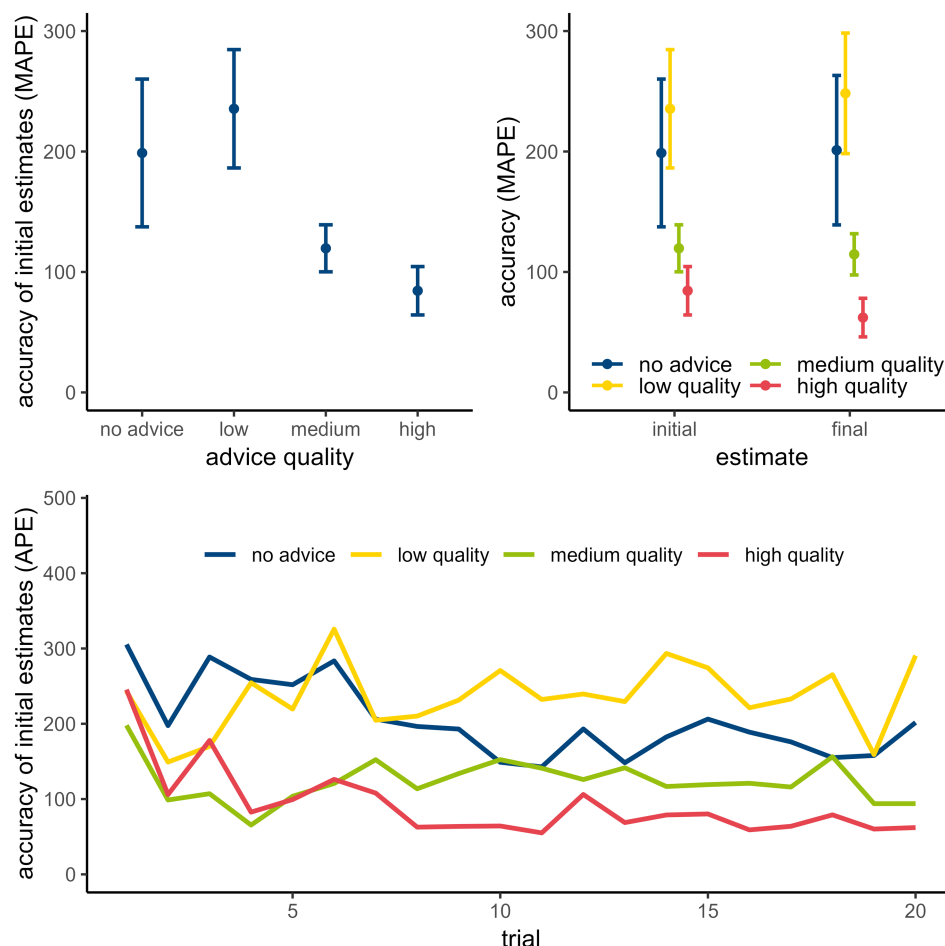 accuracy of initial estimates (MAPE)
300
200
100
0
no advice low medium high
advice quality
accuracy (MAPE)
300
200
100
0
no advice medium quality
low quality high quality
initial final
estimate
accuracy of initial estimates (APE)
500
400
300
200
100
0
no advice low quality medium quality high quality
5 10 15 20
trial